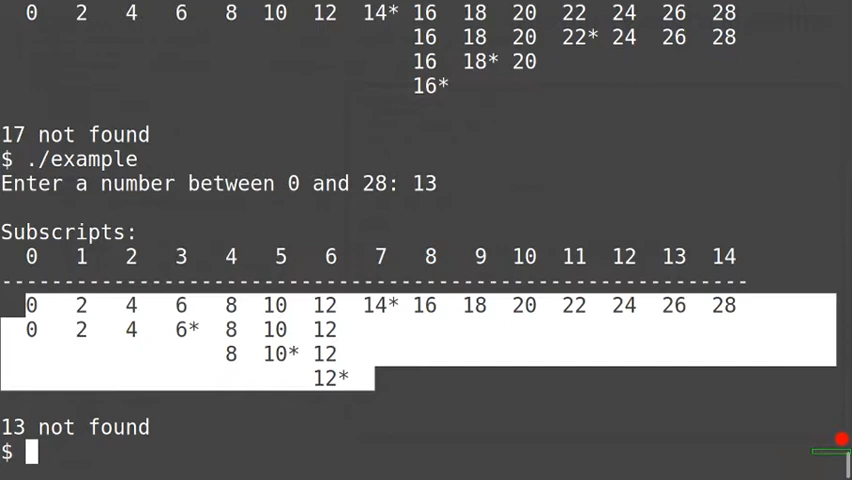 0 2 4 6 8 10 12 14* 16 18 20 22 24 26 28
16 18 20 22* 24 26 28
16 18* 20
16*
17 not found
$ ./example
Enter a number between 0 and 28: 13
Subscripts:
0 1 2 3 4 5 6 7 8 9 10 11 12 13 14
------------------------------------------------------------
0 2 4 6 8 10 12 14* 16 18 20 22 24 26 28
0 2 4 6* 8 10 12
8 10* 12
12*
13 not found
$